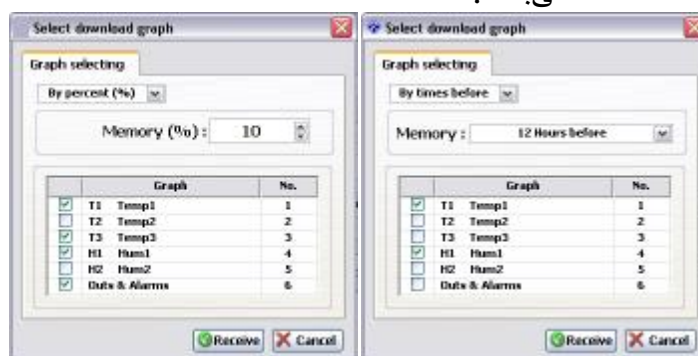 Select download graph
Graph selecting
By percent (%)
Memory (%) : 10
Graph No.
T1 Temp1 1
T2 Temp2 2
T3 Temp3 3
H1 Hum1 4
H2 Hum2 5
Outs & Alarms 6
Receive Cancel
Select download graph
Graph selecting
By times before
Memory : 12 Hours before
Graph No.
T1 Temp1 1
T2 Temp2 2
T3 Temp3 3
H1 Hum1 4
H2 Hum2 5
Outs & Alarms 6
Receive Cancel